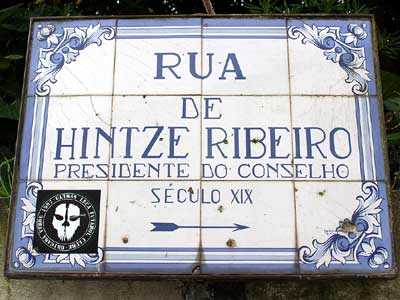 RUA
DE
HINTZE RIBEIRO
PRESIDENTE DO CONSELHO
SÉCULO XIX